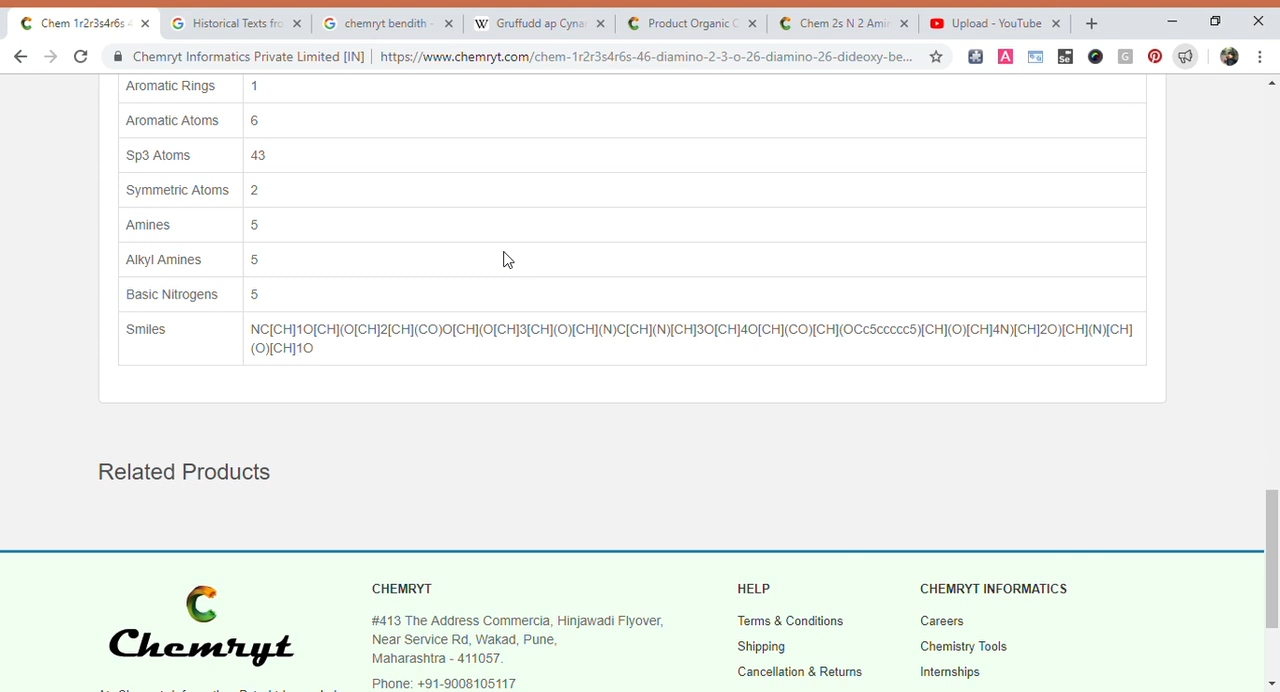 Chem 1r2r3s4r6s 4
Historical Texts fro
chemryt bendith -
Gruffudd ap Cyna
Product Organic C
Chem 2s N 2 Amin
Upload - YouTube
Chemryt Informatics Private Limited [IN] | https://www.chemryt.com/chem-1r2r3s4r6s-46-diamino-2-3-o-26-diamino-26-dideoxy-be...
Aromatic Rings 1
Aromatic Atoms 6
Sp3 Atoms 43
Symmetric Atoms 2
Amines 5
Alkyl Amines 5
Basic Nitrogens 5
Smiles NC[CH]1O[CH](O[CH]2[CH](CO)O[CH](O[CH]3[CH](O)[CH](N)C[CH](N)[CH]3O[CH]4O[CH](CO)[CH](OCc5ccccc5)[CH](O)[CH]4N)[CH]2O)[CH](N)[CH]
(O)[CH]1O
Related Products
Chemryt
CHEMRYT
#413 The Address Commercia, Hinjawadi Flyover,
Near Service Rd, Wakad, Pune,
Maharashtra - 411057.
Phone: +91-9008105117
HELP
Terms & Conditions
Shipping
Cancellation & Returns
CHEMRYT INFORMATICS
Careers
Chemistry Tools
Internships